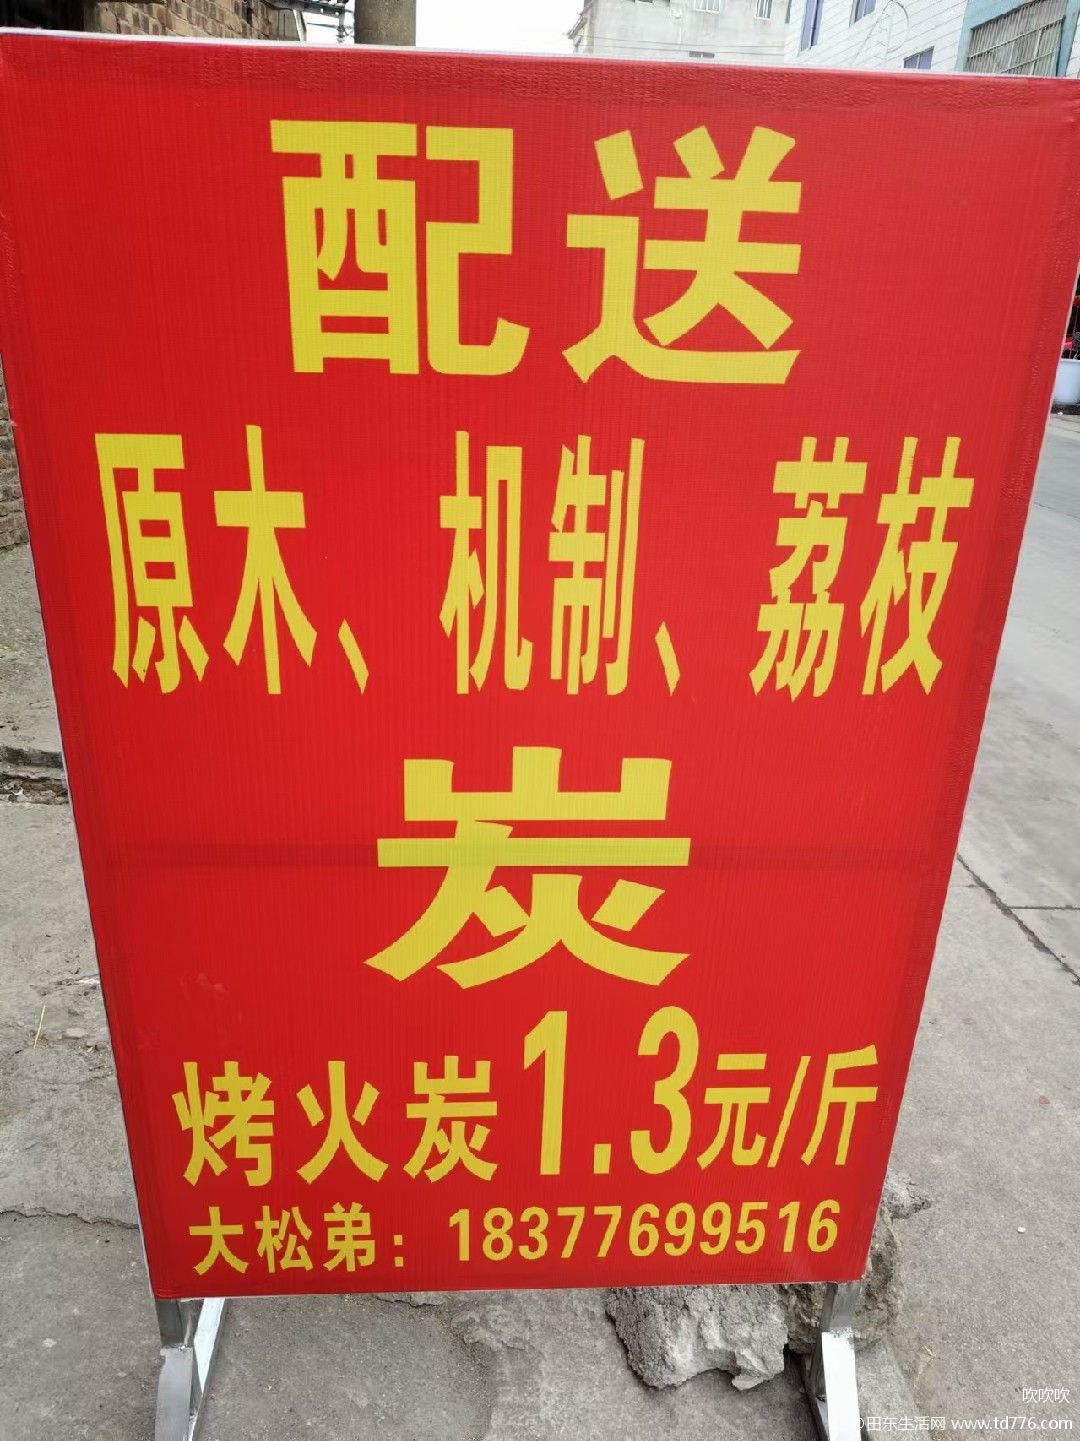 配送
原木、机制、荔枝
炭
烤火炭1.3元/斤
大松弟：18377699516
吹吹吹
@田东生活网 www.td776.com